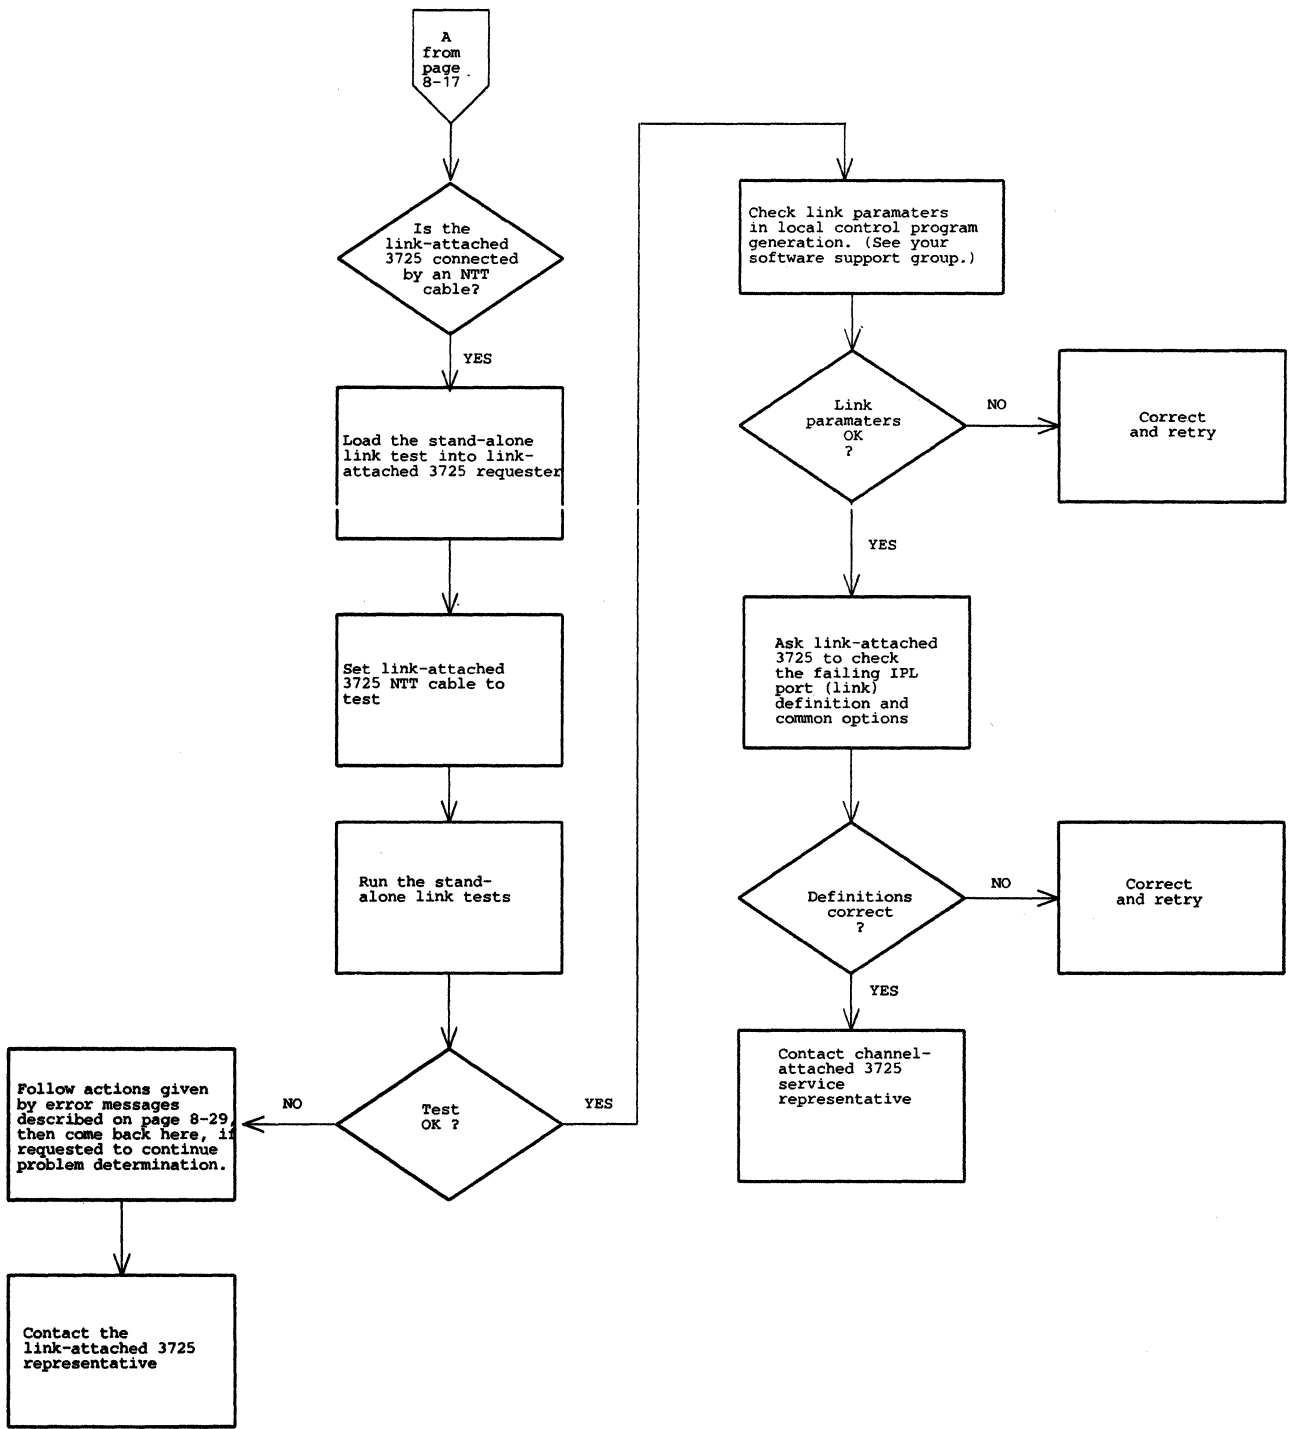 A
from
page
8-17
Is the
link-attached
3725 connected
by an NTT
cable?
YES
Load the stand-alone
link test into link-
attached 3725 requester
Set link-attached
3725 NTT cable to
test
Run the stand-
alone link tests
Test
OK ?
NO
YES
Follow actions given
by error messages
described on page 8-29,
then come back here, if
requested to continue
problem determination.
Contact the
link-attached 3725
representative
Check link paramaters
in local control program
generation. (See your
software support group.)
Link
paramaters
OK
?
NO
Correct
and retry
YES
Ask link-attached
3725 to check
the failing IPL
port (link)
definition and
common options
Definitions
correct
?
NO
Correct
and retry
YES
Contact channel-
attached 3725
service
representative